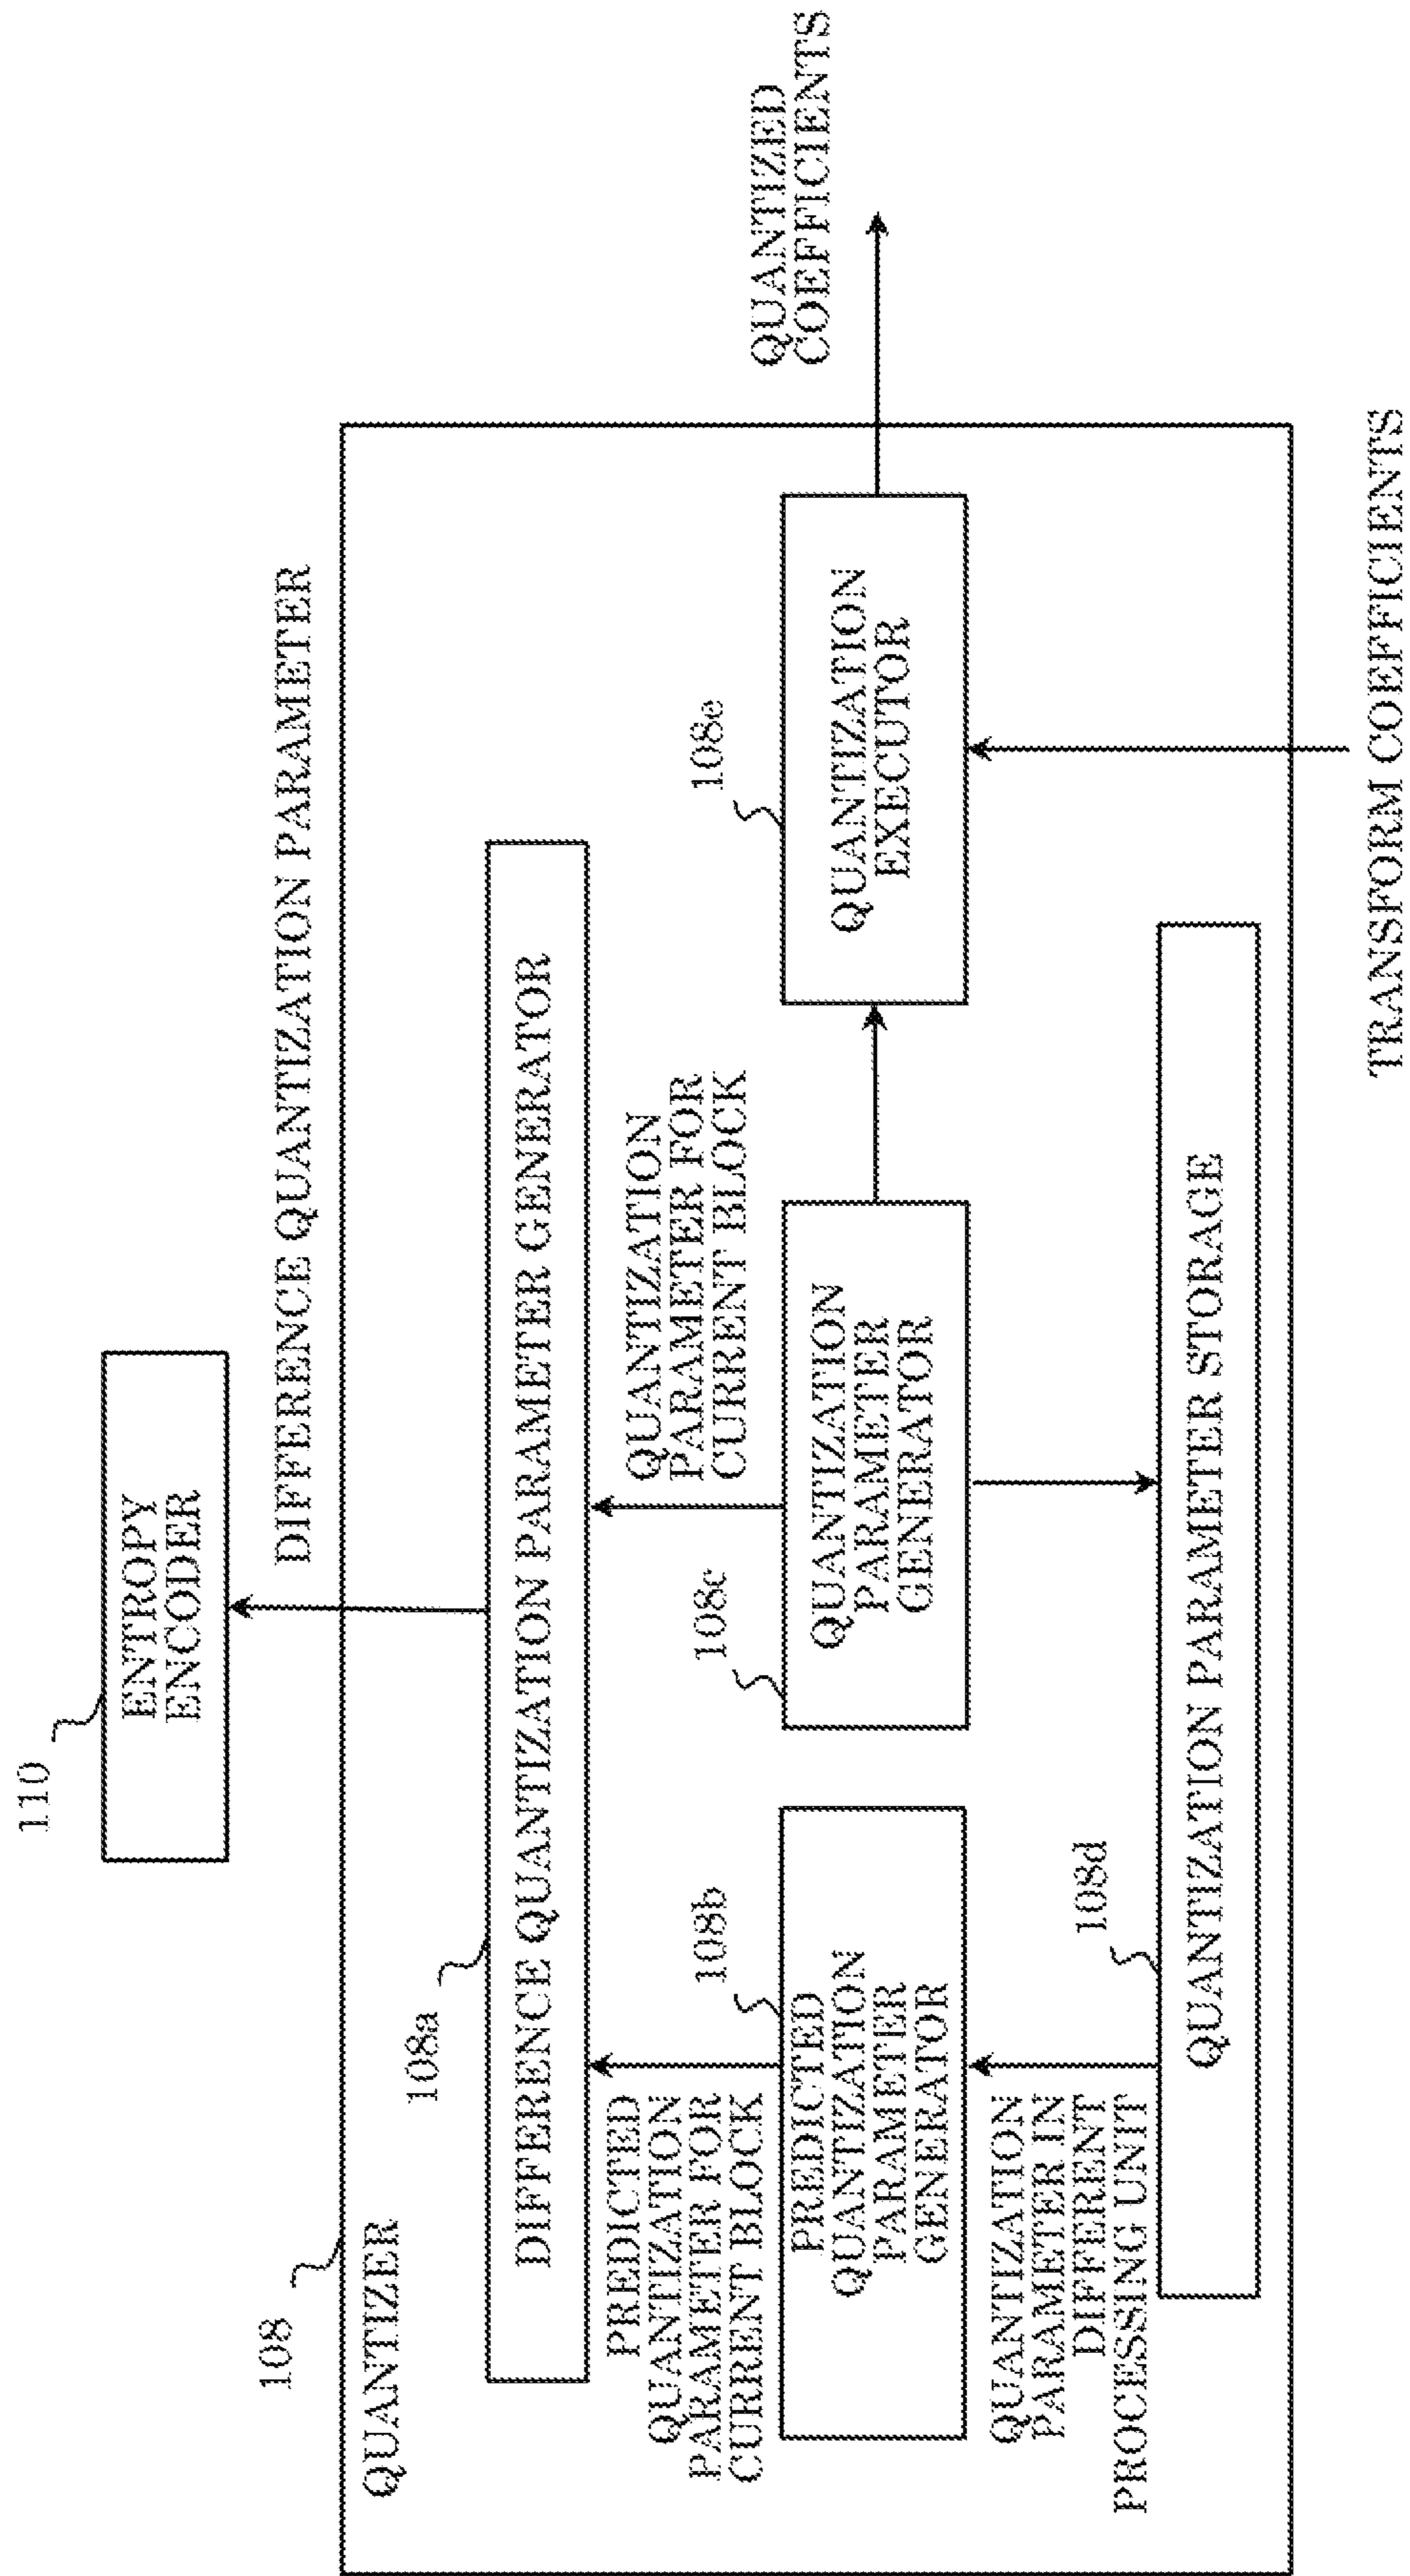 110
ENTROPY
ENCODER
DIFFERENCE QUANTIZATION PARAMETER
108
QUANTIZER
108a
DIFFERENCE QUANTIZATION PARAMETER GENERATOR
PREDICTED
QUANTIZATION
PARAMETER FOR
CURRENT BLOCK
QUANTIZATION
PARAMETER FOR
CURRENT BLOCK
108b
PREDICTED
QUANTIZATION
PARAMETER
GENERATOR
108c
QUANTIZATION
PARAMETER
GENERATOR
108e
QUANTIZATION
EXECUTOR
QUANTIZED
COEFFICIENTS
QUANTIZATION
PARAMETER IN
DIFFERENT
PROCESSING UNIT
108d
QUANTIZATION PARAMETER STORAGE
TRANSFORM COEFFICIENTS